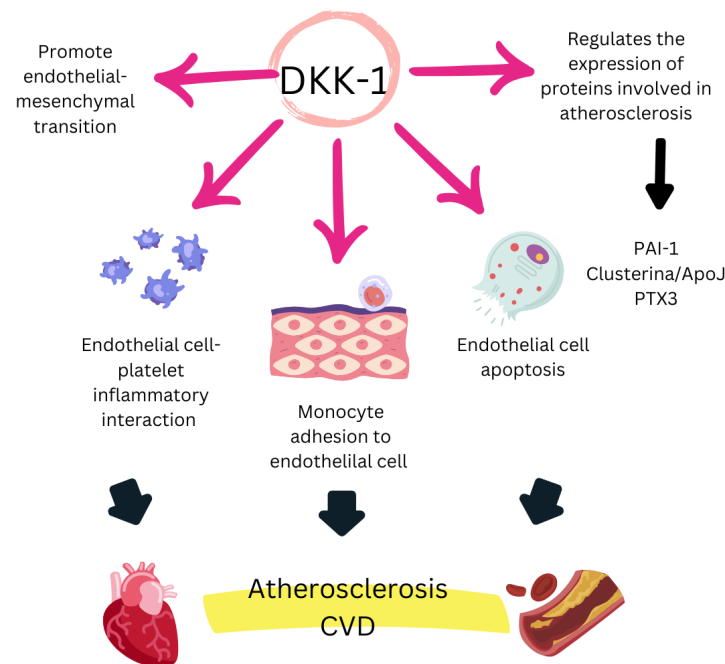 DKK-1
Promote
endothelial-
mesenchymal
transition
Regulates the
expression of
proteins involved in
atherosclerosis
PAI-1
Clusterina/ApoJ
PTX3
Endothelial cell-
platelet
inflammatory
interaction
Monocyte
adhesion to
endothelilal cell
Endothelial cell
apoptosis
Atherosclerosis
CVD